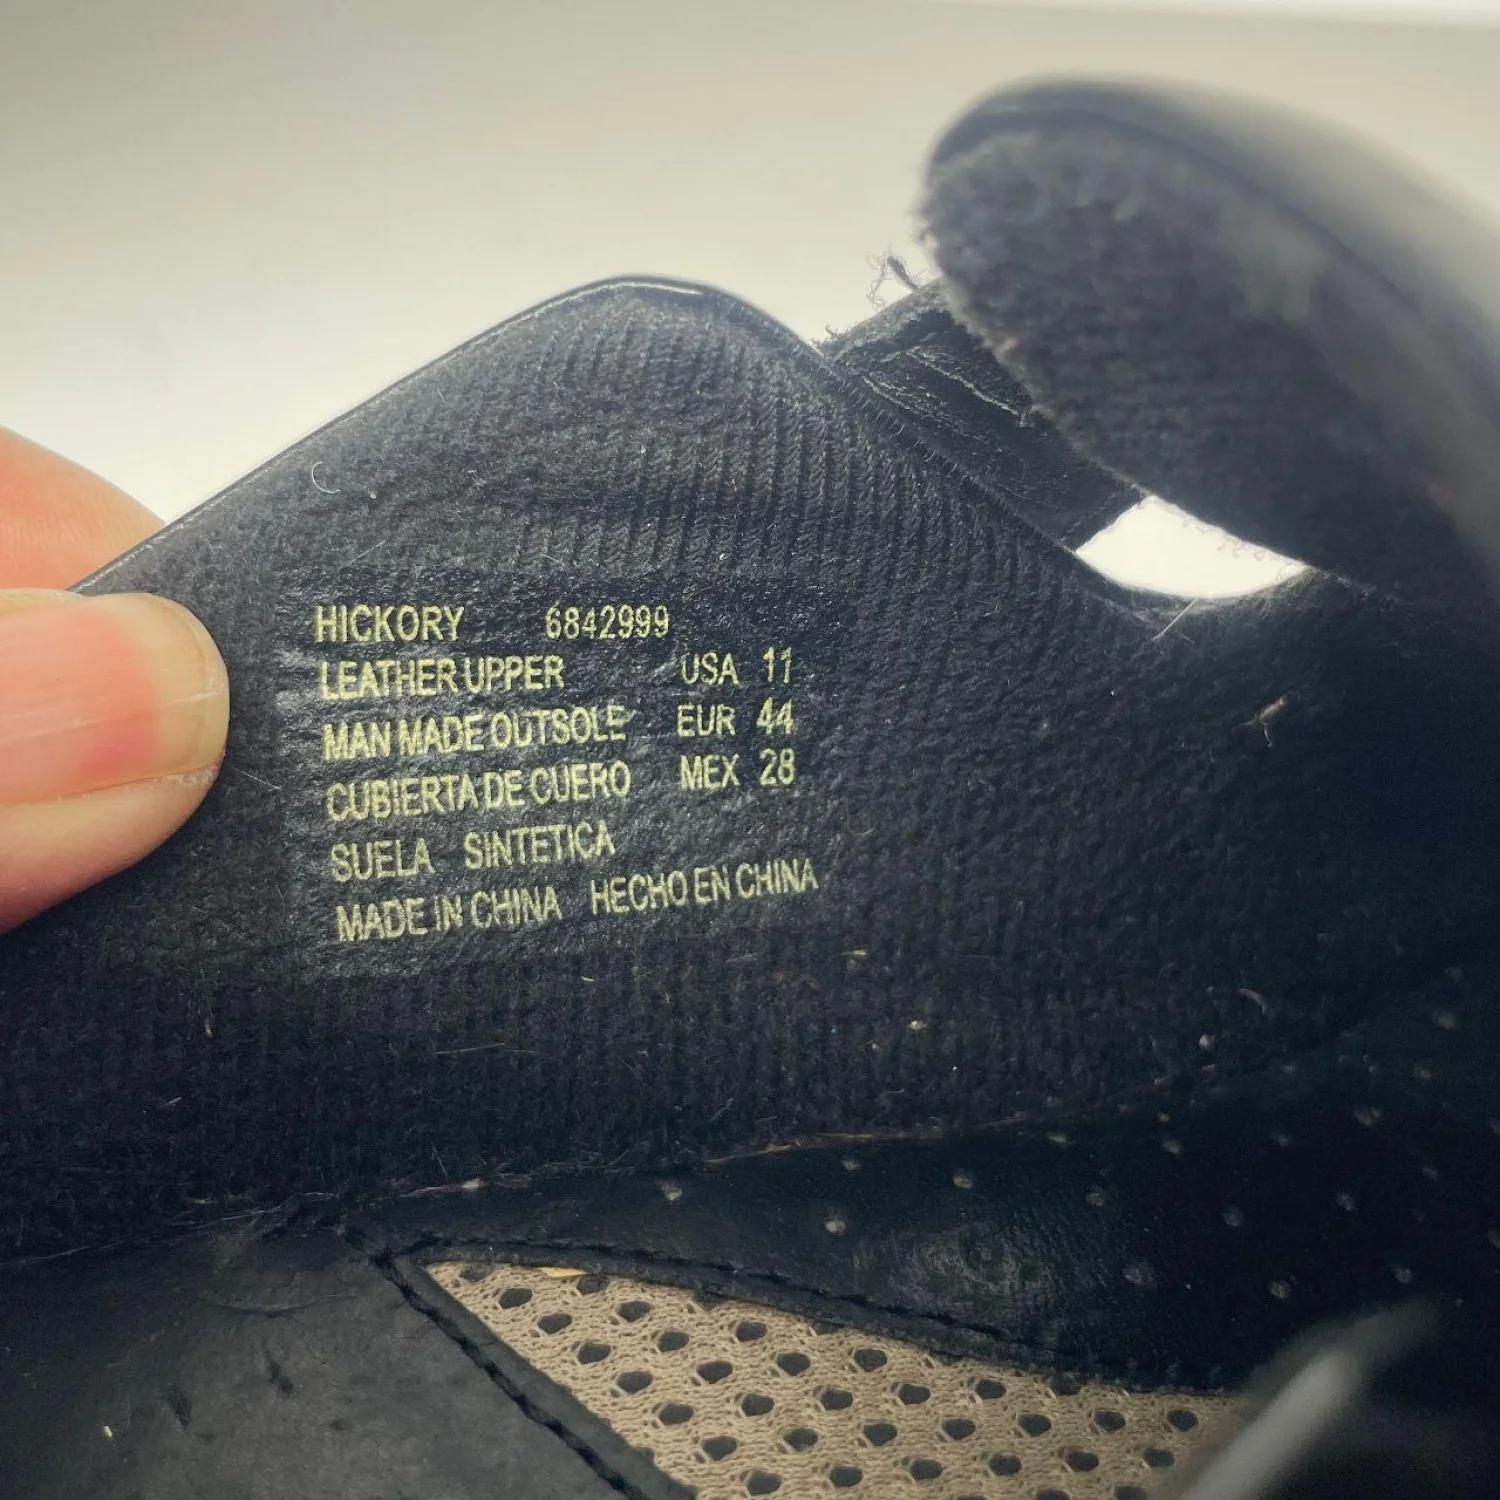 HICKORY 6842999
LEATHER UPPER USA 11
MAN MADE OUTSOLE EUR 44
CUBIERTA DE CUERO MEX 28
SUELA SINTETICA
MADE IN CHINA HECHO EN CHINA